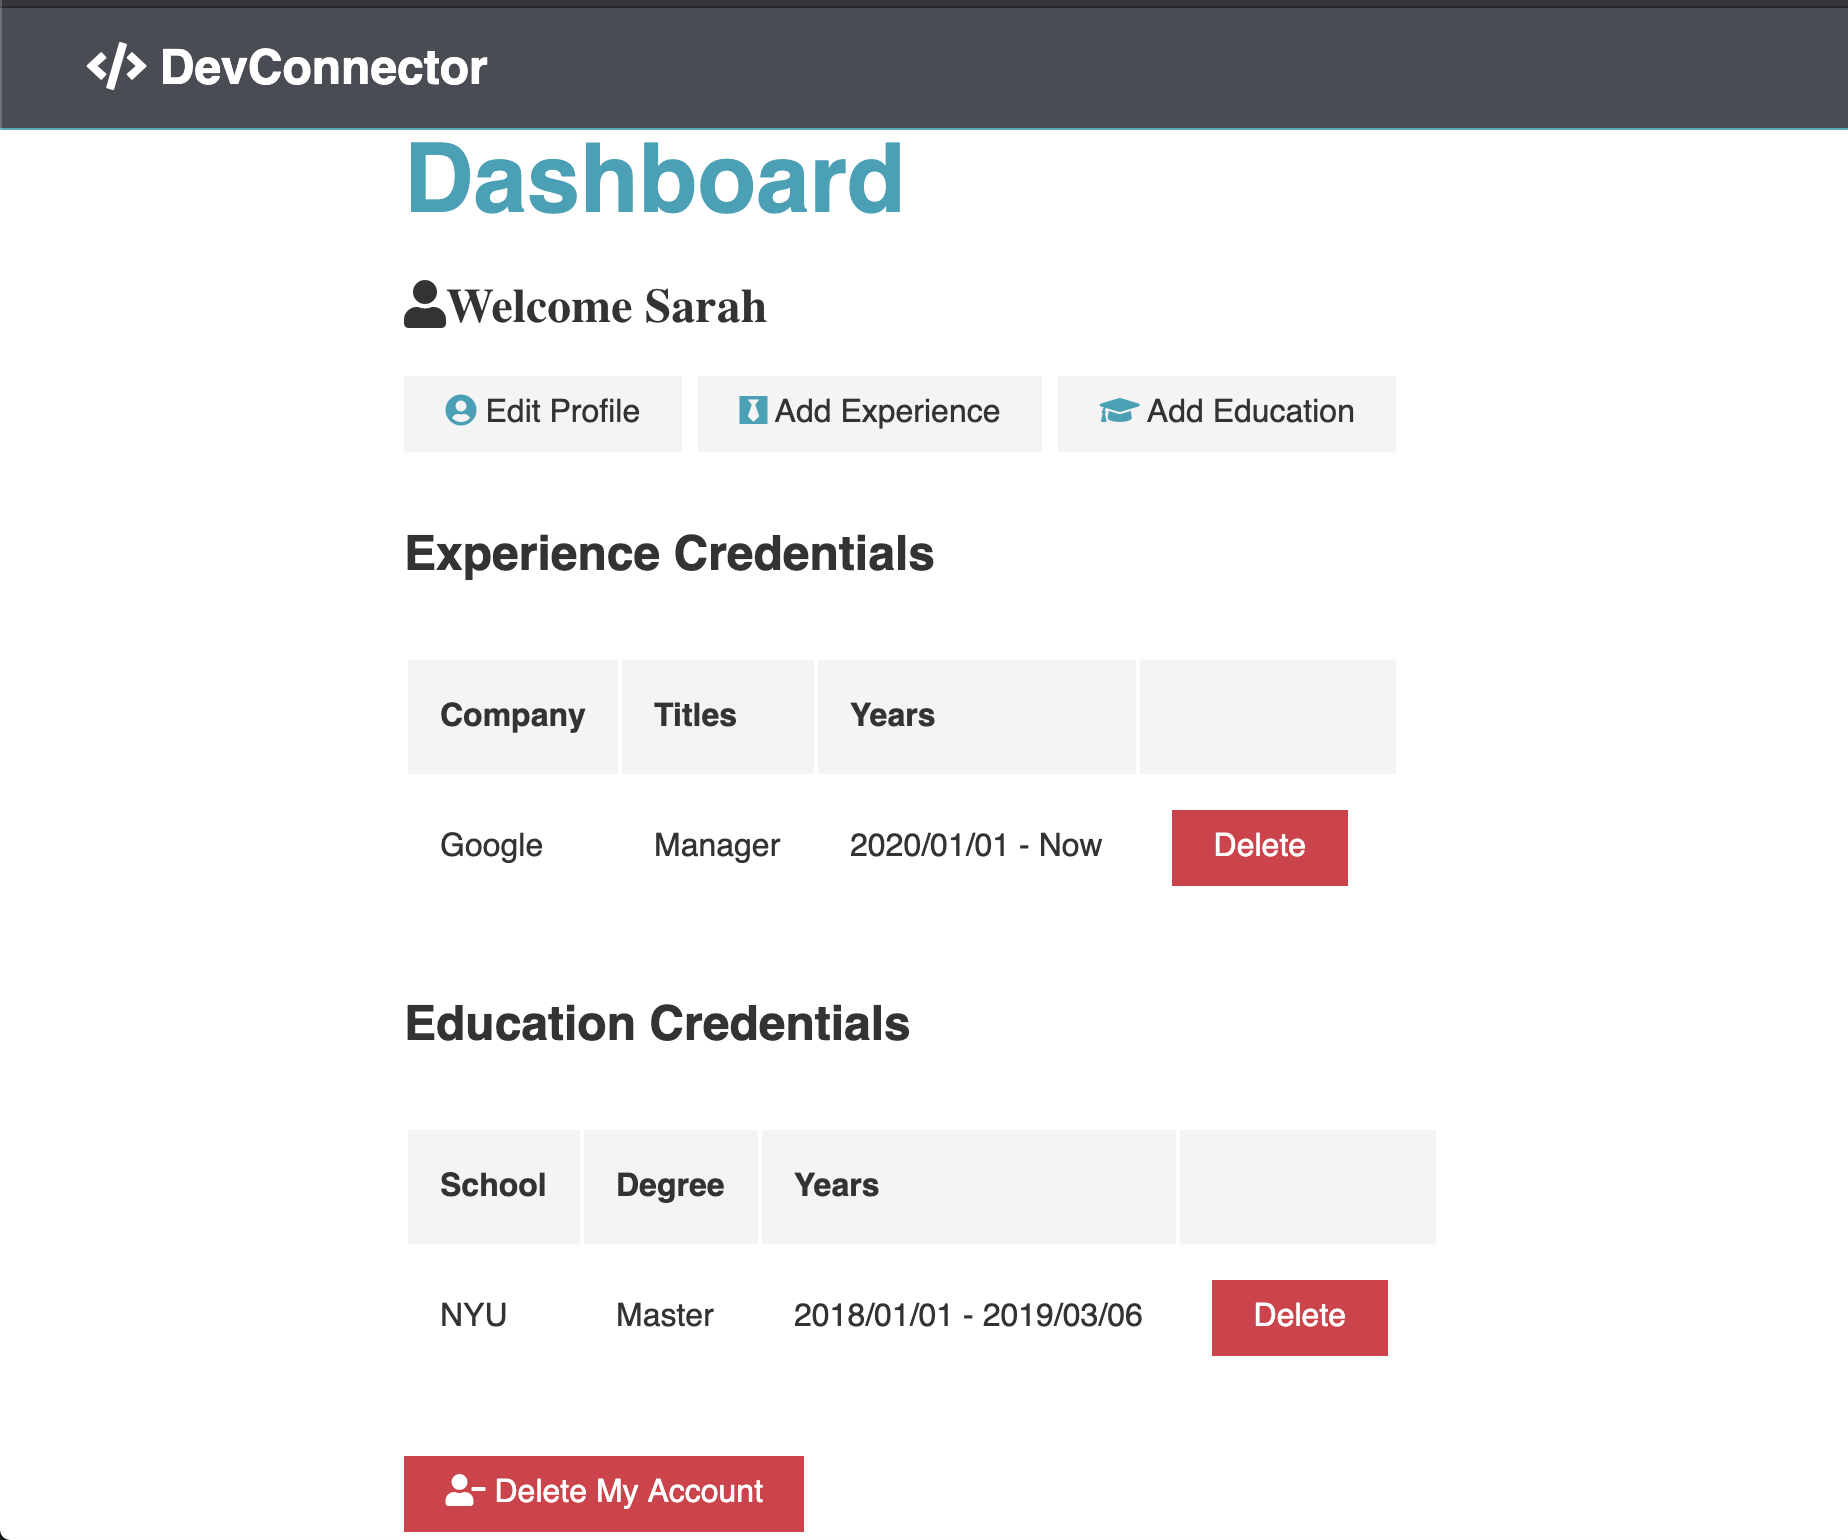 DevConnector
Dashboard
Welcome Sarah
Edit Profile Add Experience Add Education
Experience Credentials
Company Titles Years
Google Manager 2020/01/01 - Now Delete
Education Credentials
School Degree Years
NYU Master 2018/01/01 - 2019/03/06 Delete
Delete My Account